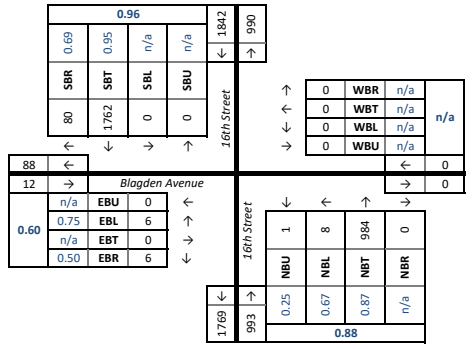 0.96
0.69 0.95 n/a n/a
SBR SBT SBL SBU
80 1762 0 0
← ↓ → ↑
1842 990
↓ ↑
16th Street
↑ 0 WBR n/a
← 0 WBT n/a
↓ 0 WBL n/a
→ 0 WBU n/a
n/a
88 ←
← 0
12 →
Blagden Avenue
→ 0
0.60
n/a EBU 0 ←
0.75 EBL 6 ↑
n/a EBT 0 →
0.50 EBR 6 ↓
16th Street
↓ ← ↑ →
1 8 984 0
NBU NBL NBT NBR
0.25 0.67 0.87 n/a
0.88
↓ ↑
1769 993